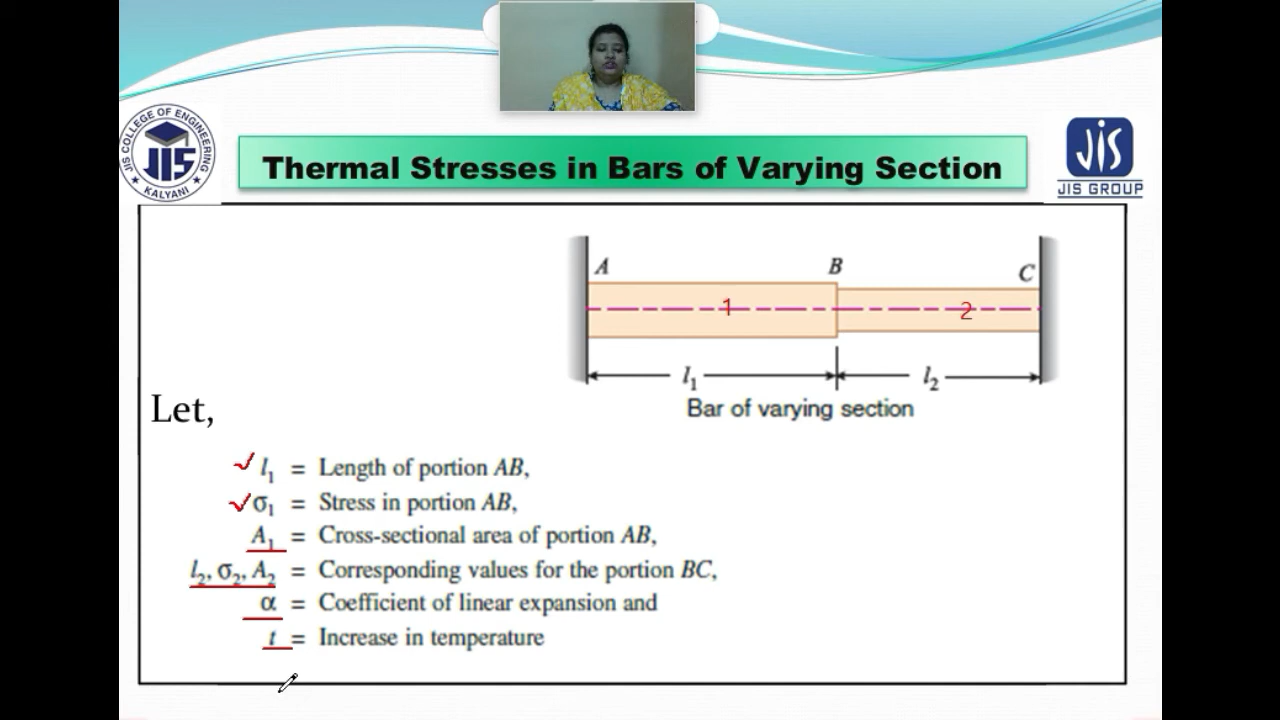 JIS COLLEGE OF ENGINEERING
JIS
KALYANI
Thermal Stresses in Bars of Varying Section
JIS
JIS GROUP
A B C
1 2
l₁ l₂
Bar of varying section
Let,
✓ l₁ = Length of portion AB,
✓ σ₁ = Stress in portion AB,
A₁ = Cross-sectional area of portion AB,
l₂, σ₂, A₂ = Corresponding values for the portion BC,
α = Coefficient of linear expansion and
t = Increase in temperature